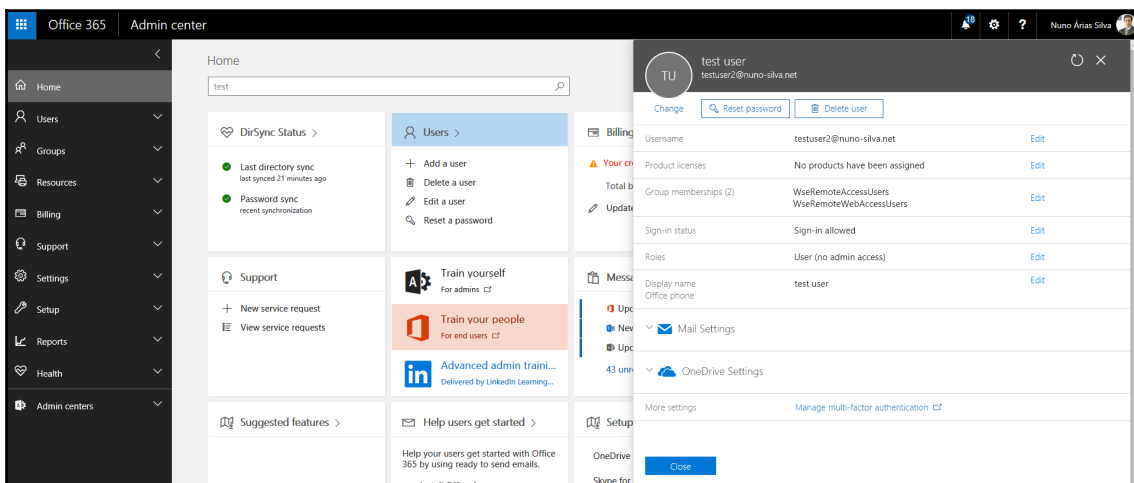 Office 365
Admin center
18
?
Nuno Árias Silva
Home
Users
Groups
Resources
Billing
Support
Settings
Setup
Reports
Health
Admin centers
Home
test
DirSync Status >
Last directory sync
last synced 21 minutes ago
Password sync
recent synchronization
Users >
Add a user
Delete a user
Edit a user
Reset a password
Billing
Your cr
Total b
Update
Support
New service request
View service requests
Train yourself
For admins
Train your people
For end users
Advanced admin traini...
Delivered by LinkedIn Learning...
Messa
Upd
New
Upd
43 unr
Suggested features >
Help users get started >
Help your users get started with Office
365 by using ready to send emails.
Setup
OneDrive
Skype for
TU
test user
testuser2@nuno-silva.net
Change
Reset password
Delete user
Username testuser2@nuno-silva.net Edit
Product licenses No products have been assigned Edit
Group memberships (2) WseRemoteAccessUsers Edit
WseRemoteWebAccessUsers
Sign-in status Sign-in allowed Edit
Roles User (no admin access) Edit
Display name test user Edit
Office phone
Mail Settings
OneDrive Settings
More settings Manage multi-factor authentication
Close